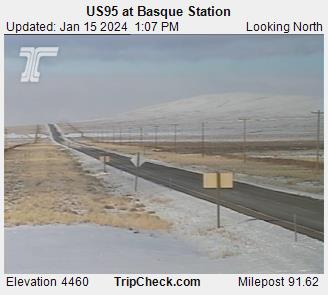 US95 at Basque Station
Updated: Jan 15 2024 1:07 PM Looking North
Elevation 4460 TripCheck.com Milepost 91.62